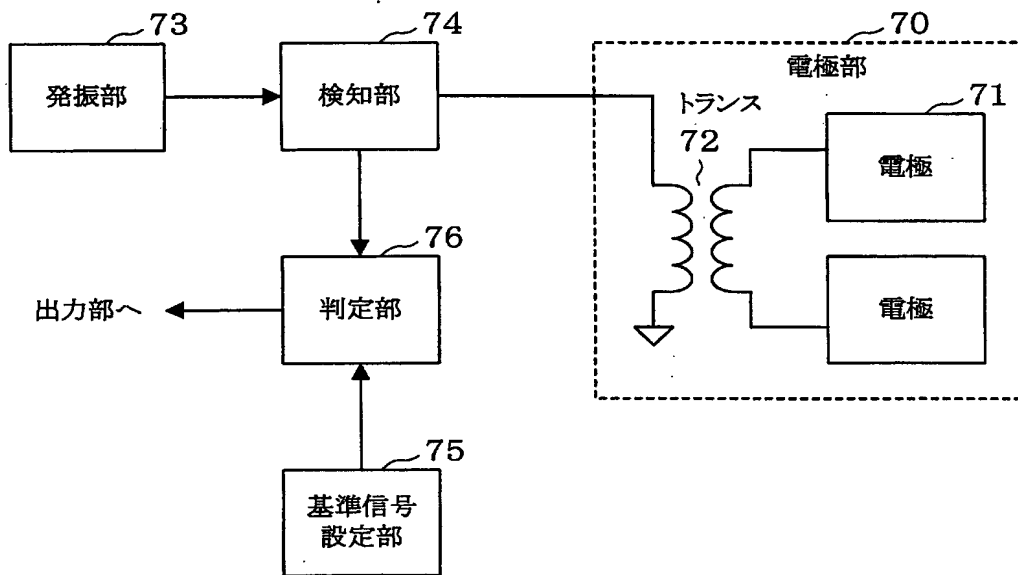 73
発振部
74
検知部
70
電極部
トランス
72
71
電極
電極
76
判定部
出力部へ
75
基準信号
設定部